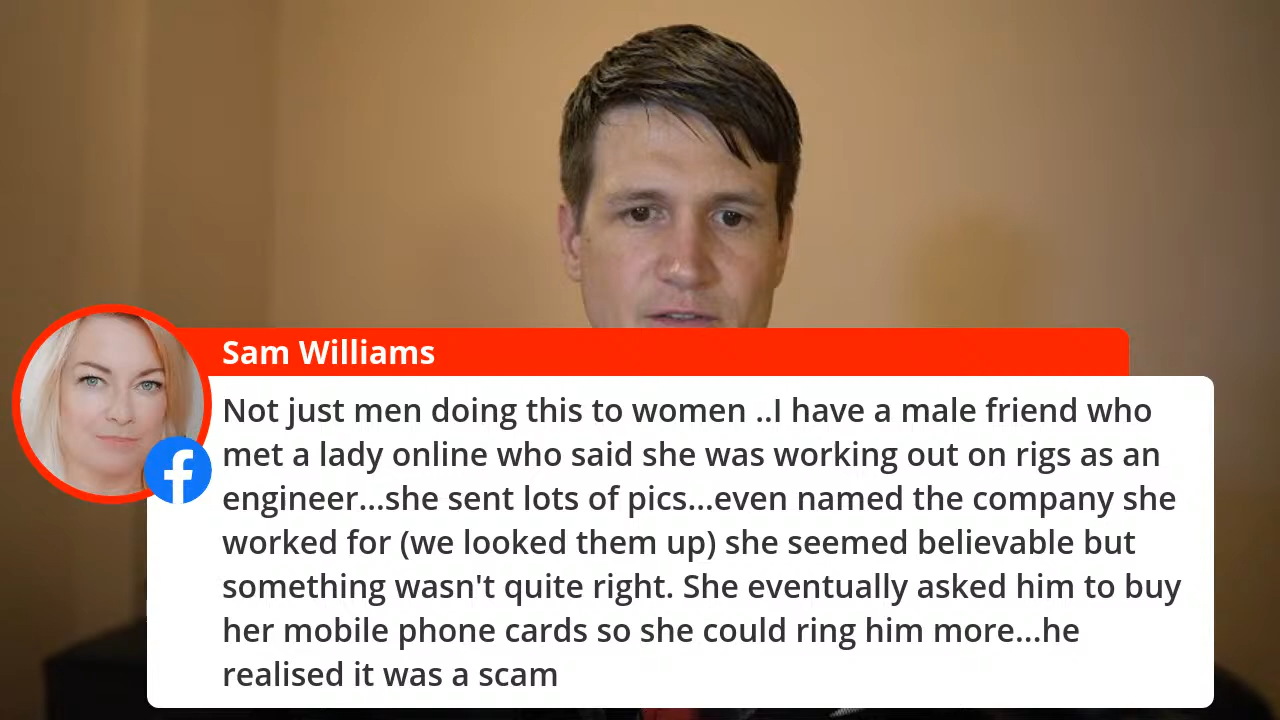 Sam Williams
Not just men doing this to women ..I have a male friend who
met a lady online who said she was working out on rigs as an
engineer...she sent lots of pics...even named the company she
worked for (we looked them up) she seemed believable but
something wasn't quite right. She eventually asked him to buy
her mobile phone cards so she could ring him more...he
realised it was a scam